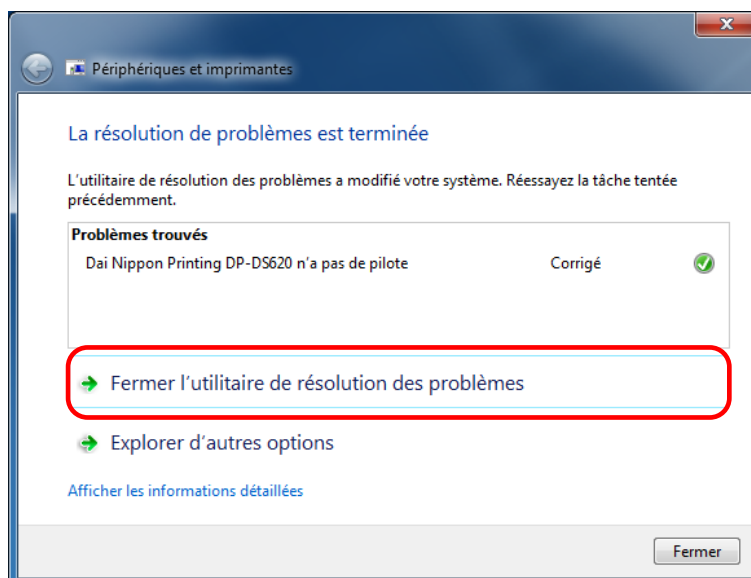 Périphériques et imprimantes
La résolution de problèmes est terminée
L'utilitaire de résolution des problèmes a modifié votre système. Réessayez la tâche tentée
précédemment.
Problèmes trouvés
Dai Nippon Printing DP-DS620 n'a pas de pilote Corrigé
Fermer l'utilitaire de résolution des problèmes
Explorer d'autres options
Afficher les informations détaillées
Fermer